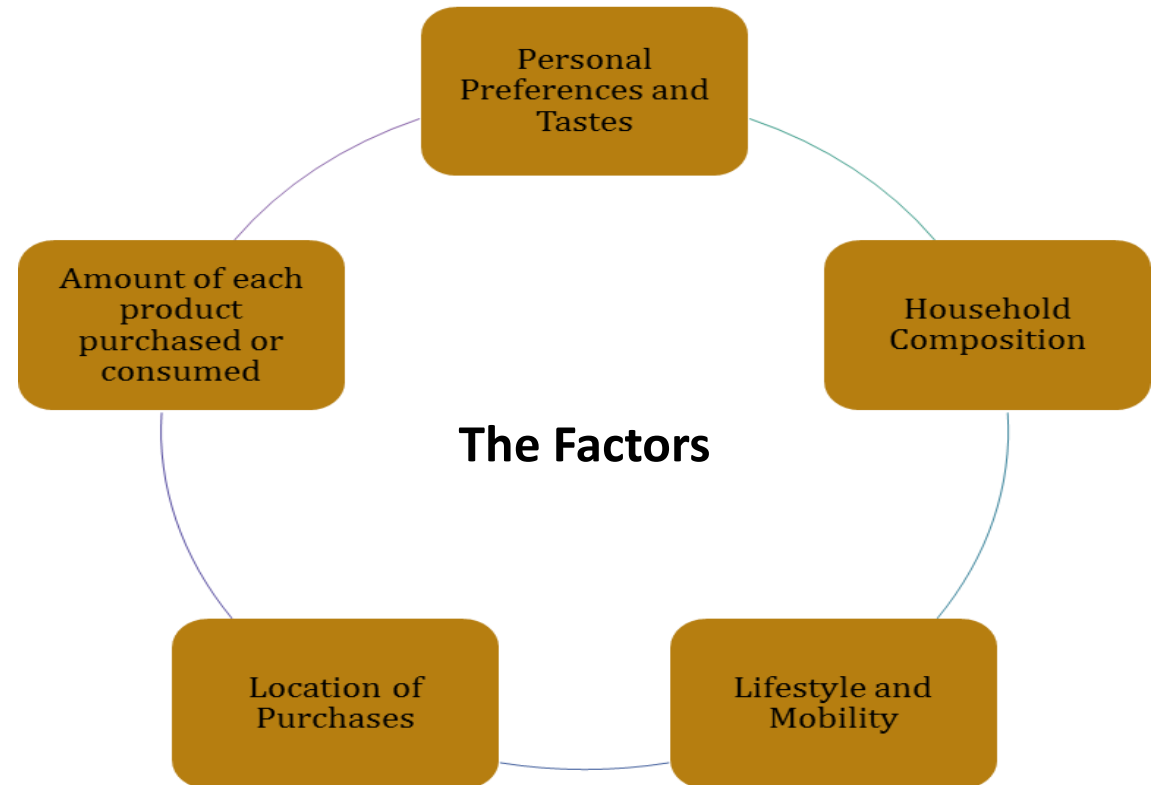 Personal
Preferences and
Tastes
Household
Composition
Lifestyle and
Mobility
Location of
Purchases
Amount of each
product
purchased or
consumed
The Factors